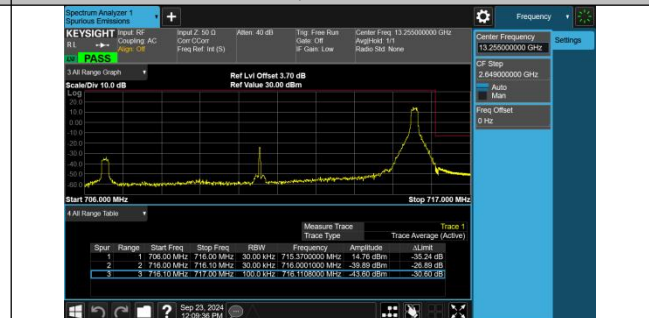 Spectrum Analyzer 1
Spurious Emissions
Frequency
KEYSIGHT Input: RF Input Z: 50 Ω Atten: 40 dB Trig: Free Run Center Freq: 13.255000000 GHz
RL Coupling: AC Corr CCorr Gate: Off Avg|Hold: 1/1
Align: Off Freq Ref: Int (S) IF Gain: Low Radio Std: None
PASS
Center Frequency
13.255000000 GHz
Settings
CF Step
2.649000000 GHz
Auto
Man
Freq Offset
0 Hz
3 All Range Graph
Ref Lvl Offset 3.70 dB
Scale/Div 10.0 dB Ref Value 30.00 dBm
Log
20.0
10.0
0.00
-10.0
-20.0
-30.0
-40.0
-50.0
-60.0
Start 706.000 MHz Stop 717.000 MHz
4 All Range Table
Measure Trace Trace 1
Trace Type Trace Average (Active)
Spur Range Start Freq Stop Freq RBW Frequency Amplitude ΔLimit
1 1 706.00 MHz 716.00 MHz 30.00 kHz 715.3700000 MHz 14.76 dBm -35.24 dB
2 2 716.00 MHz 716.10 MHz 30.00 kHz 716.0001000 MHz -39.89 dBm -26.89 dB
3 3 716.10 MHz 717.00 MHz 100.0 kHz 716.1108000 MHz -43.60 dBm -30.60 dB
Sep 23, 2024
12:09:36 PM